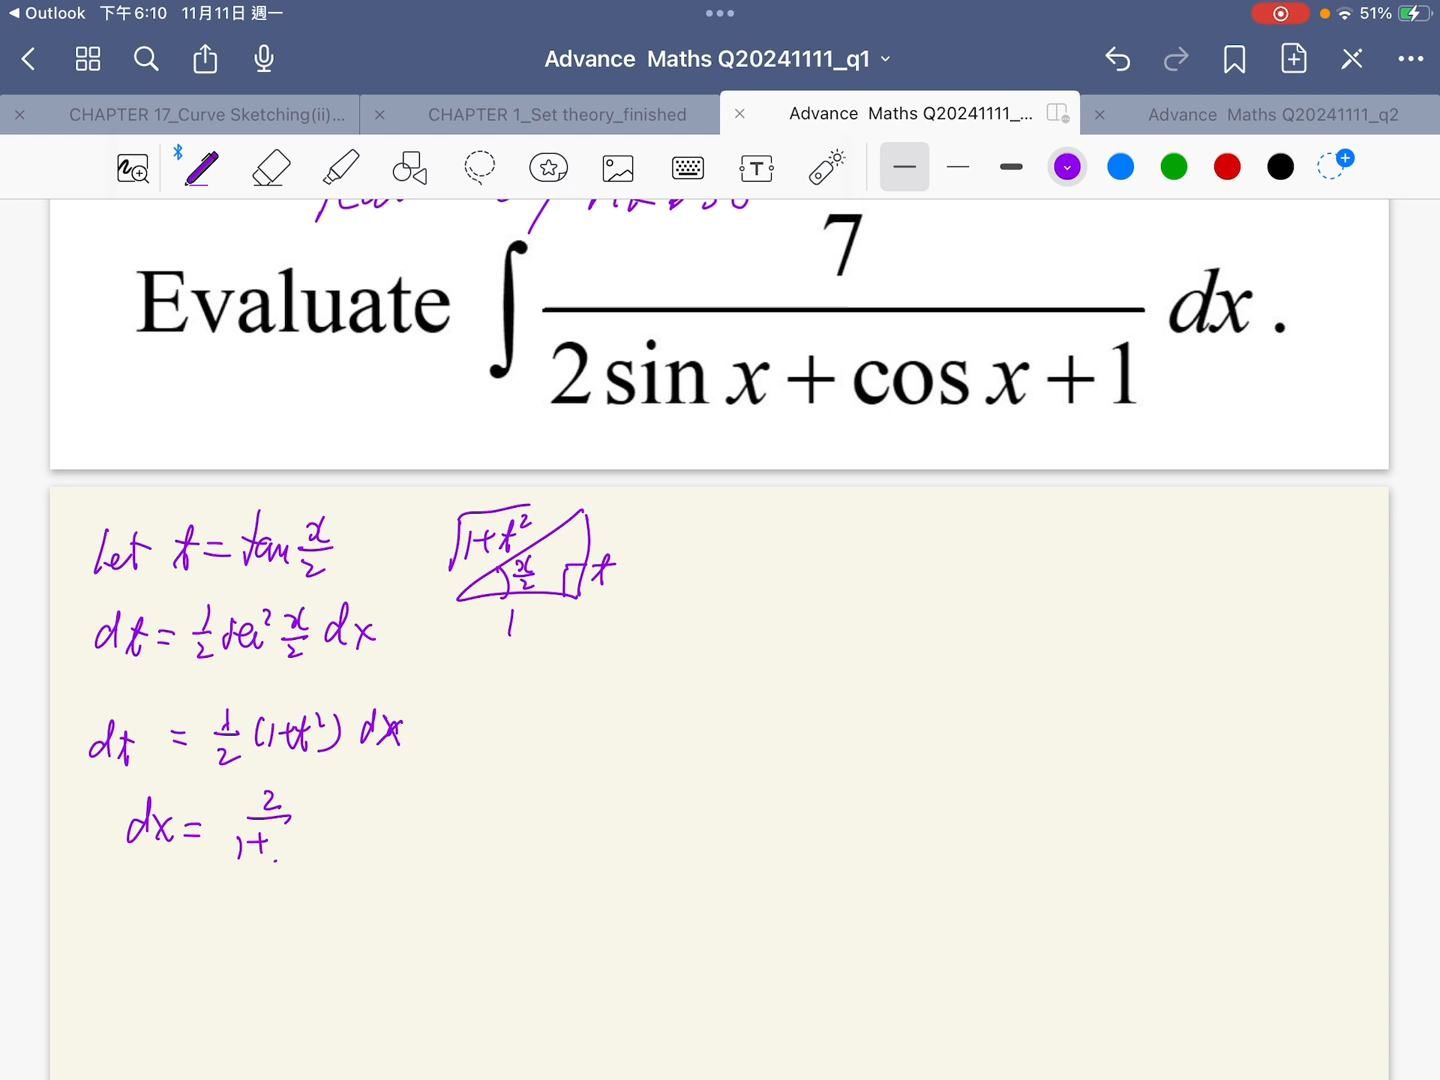 ◀ Outlook 下午6:10 11月11日 週一 51%
Advance Maths Q20241111_q1
CHAPTER 17_Curve Sketching(ii)...
CHAPTER 1_Set theory_finished
Advance Maths Q20241111_...
Advance Maths Q20241111_q2
Evaluate ∫ 7 / (2 sin x + cos x + 1) dx .
Let t = tan x/2
√(1+t²) x/2 t
1
dt = 1/2 sec² x/2 dx
dt = 1/2 (1+t²) dx
dx = 2 / 1+